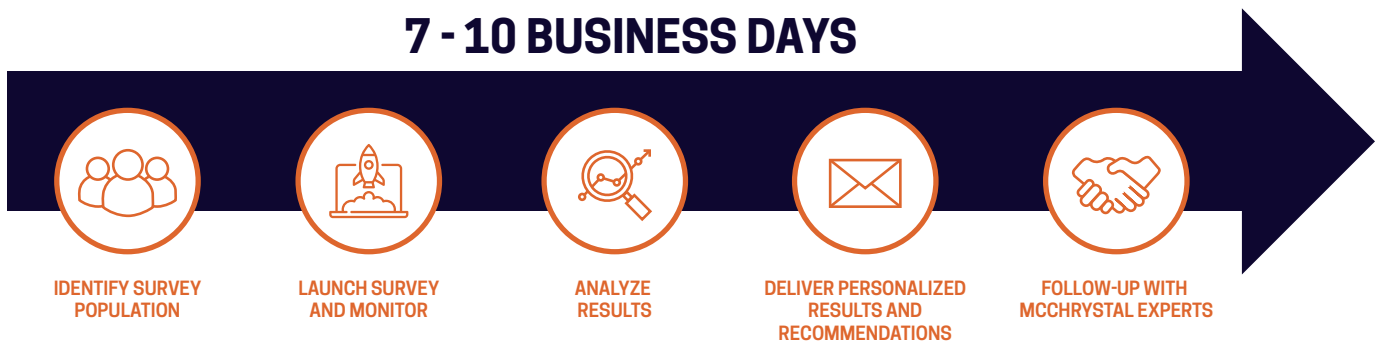 7 - 10 BUSINESS DAYS
IDENTIFY SURVEY
POPULATION
LAUNCH SURVEY
AND MONITOR
ANALYZE
RESULTS
DELIVER PERSONALIZED
RESULTS AND
RECOMMENDATIONS
FOLLOW-UP WITH
MCCHRYSTAL EXPERTS